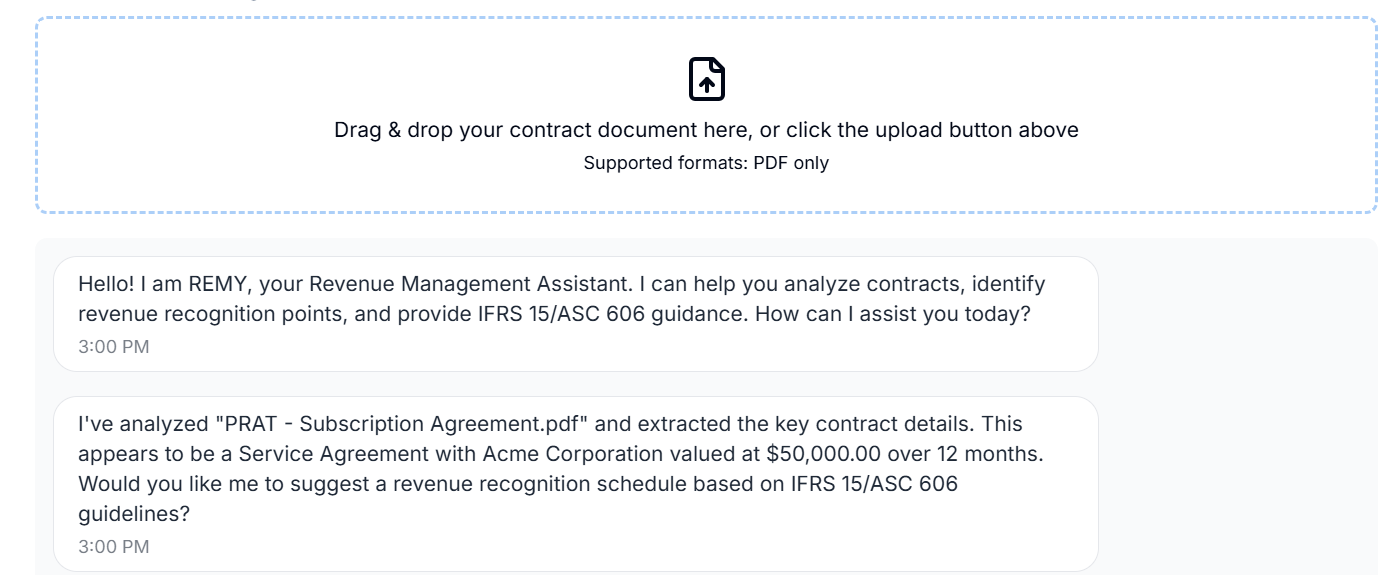 Drag & drop your contract document here, or click the upload button above
Supported formats: PDF only
Hello! I am REMY, your Revenue Management Assistant. I can help you analyze contracts, identify
revenue recognition points, and provide IFRS 15/ASC 606 guidance. How can I assist you today?
3:00 PM
I've analyzed "PRAT - Subscription Agreement.pdf" and extracted the key contract details. This
appears to be a Service Agreement with Acme Corporation valued at $50,000.00 over 12 months.
Would you like me to suggest a revenue recognition schedule based on IFRS 15/ASC 606
guidelines?
3:00 PM